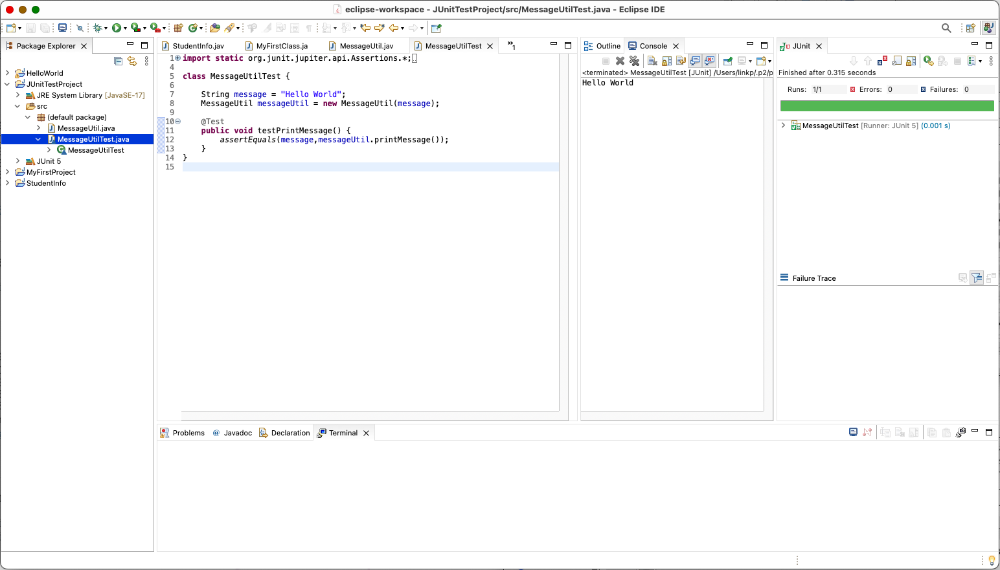 eclipse-workspace - JUnitTestProject/src/MessageUtilTest.java - Eclipse IDE
Package Explorer
HelloWorld
JUnitTestProject
JRE System Library [JavaSE-17]
src
(default package)
MessageUtil.java
MessageUtilTest.java
MessageUtilTest
JUnit 5
MyFirstProject
StudentInfo
StudentInfo.jav
MyFirstClass.ja
MessageUtil.jav
MessageUtilTest
»1
1 import static org.junit.jupiter.api.Assertions.*;
4
5 class MessageUtilTest {
6
7 String message = "Hello World";
8 MessageUtil messageUtil = new MessageUtil(message);
9
10 @Test
11 public void testPrintMessage() {
12 assertEquals(message,messageUtil.printMessage());
13 }
14 }
15
Outline
Console
<terminated> MessageUtilTest [JUnit] /Users/linkp/.p2/p
Hello World
JUnit
Finished after 0.315 seconds
Runs: 1/1 Errors: 0 Failures: 0
MessageUtilTest [Runner: JUnit 5] (0.001 s)
Failure Trace
Problems
@ Javadoc
Declaration
Terminal